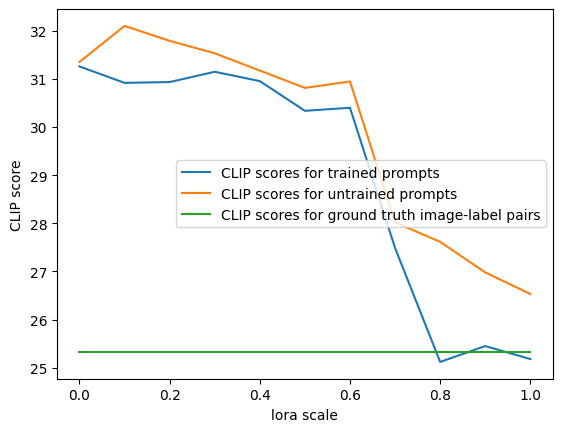 32
31
30
29
28
27
26
25
CLIP score
CLIP scores for trained prompts
CLIP scores for untrained prompts
CLIP scores for ground truth image-label pairs
0.0 0.2 0.4 0.6 0.8 1.0
lora scale